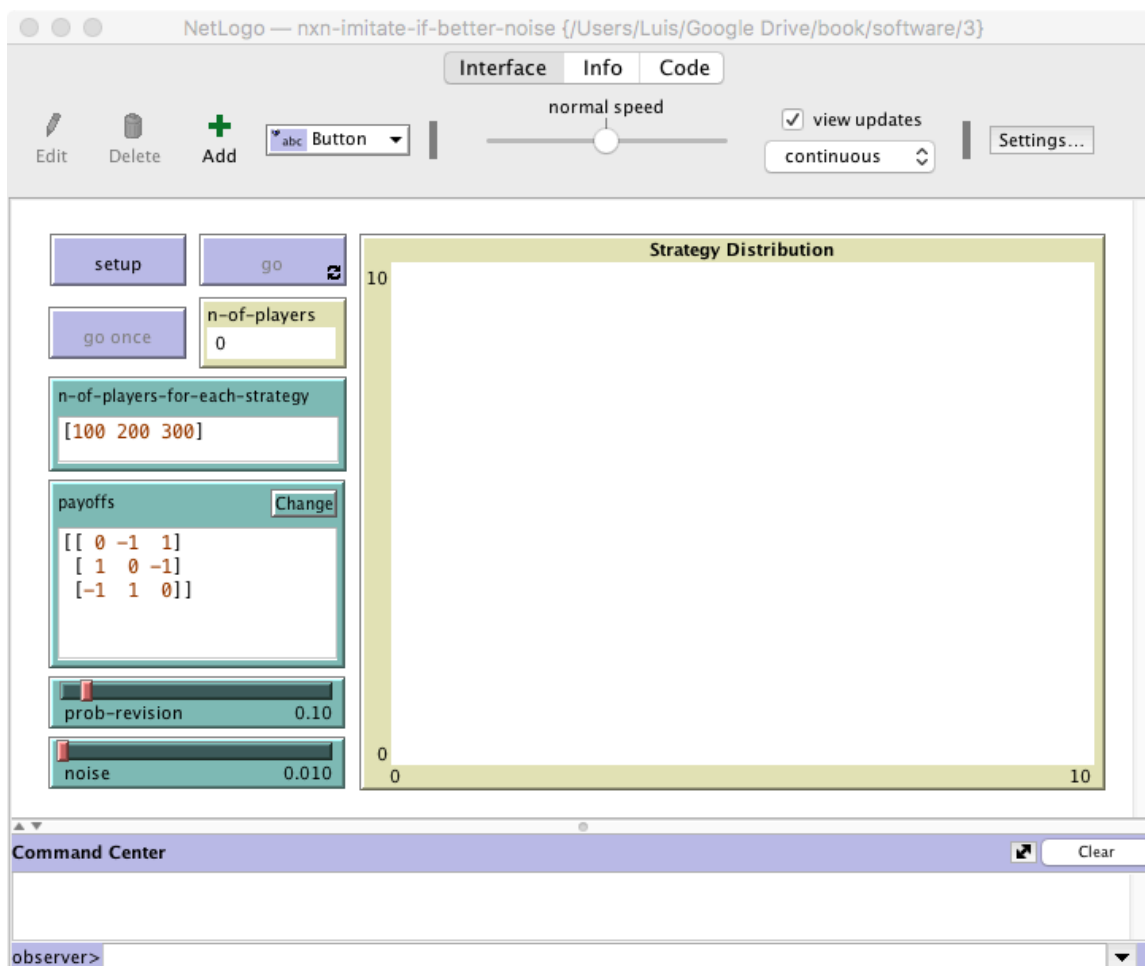 NetLogo — nxn-imitate-if-better-noise {/Users/Luis/Google Drive/book/software/3}
Interface Info Code
Edit Delete Add abc Button normal speed view updates continuous Settings...
setup go
go once
n-of-players
0
n-of-players-for-each-strategy
[100 200 300]
payoffs Change
[[ 0 -1 1]
[ 1 0 -1]
[-1 1 0]]
prob-revision 0.10
noise 0.010
Strategy Distribution
10
0
0 10
Command Center Clear
observer>